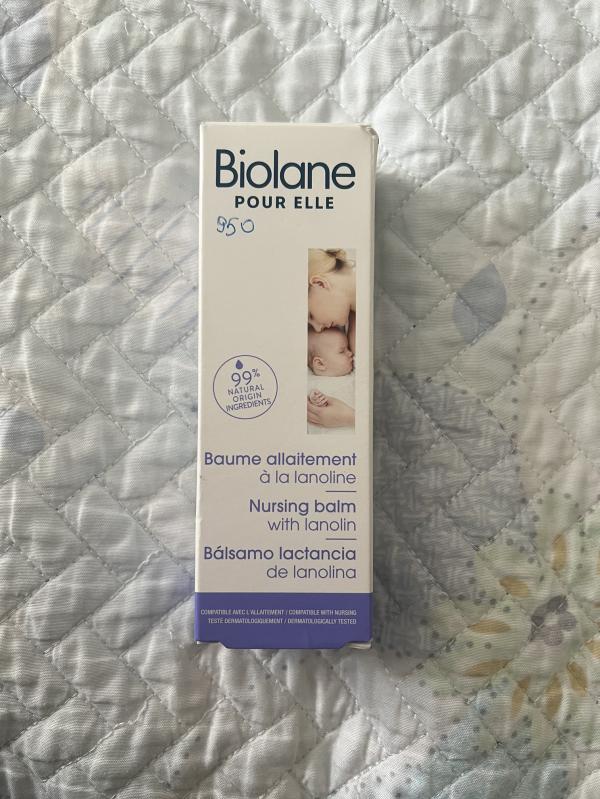 Biolane
POUR ELLE
950
99%
NATURAL
ORIGIN
INGREDIENTS
Baume allaitement
à la lanoline
Nursing balm
with lanolin
Bálsamo lactancia
de lanolina
COMPATIBLE AVEC L'ALLAITEMENT / COMPATIBLE WITH NURSING
TESTÉ DERMATOLOGIQUEMENT / DERMATOLOGICALLY TESTED